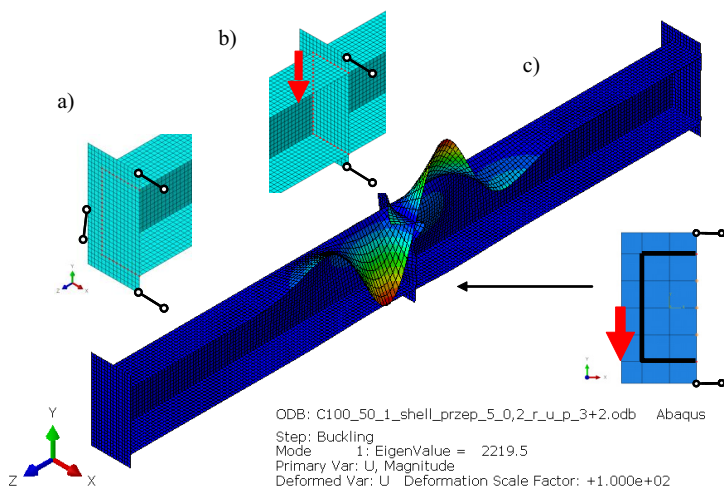 b)
c)
a)
Y
Z X
ODB: C100_50_1_shell_przep_5_0,2_r_u_p_3+2.odb Abaqus
Step: Buckling
Mode 1: EigenValue = 2219.5
Primary Var: U, Magnitude
Deformed Var: U Deformation Scale Factor: +1.000e+02